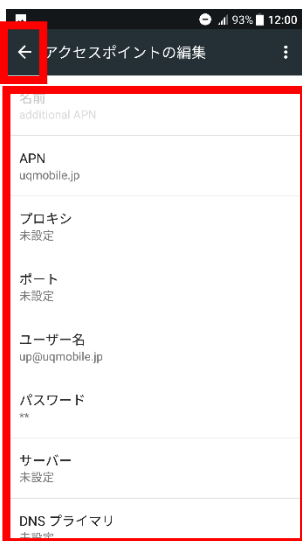 93% 12:00
アクセスポイントの編集
名前
additional APN
APN
uqmobile.jp
プロキシ
未設定
ポート
未設定
ユーザー名
up@uqmobile.jp
パスワード
**
サーバー
未設定
DNS プライマリ
未設定